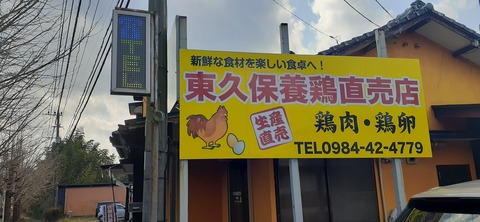 新鮮な食材を楽しい食卓へ！
東久保養鶏直売店
生産
直売
鶏肉・鶏卵
TEL0984-42-4779